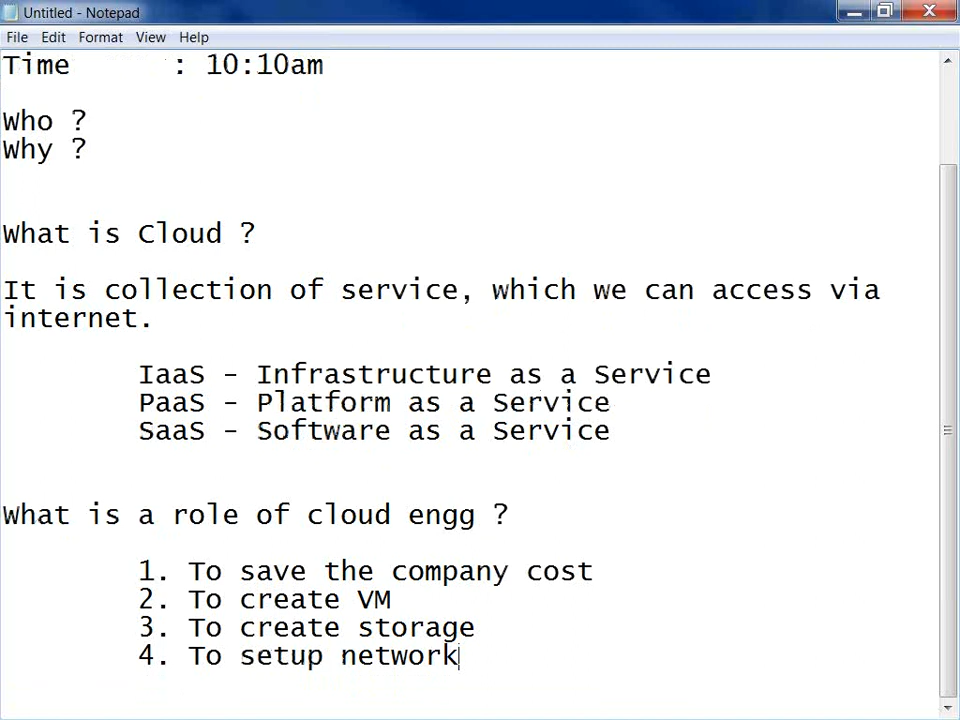 Untitled - Notepad
File Edit Format View Help
Time : 10:10am
Who ?
Why ?
What is Cloud ?
It is collection of service, which we can access via
internet.
IaaS - Infrastructure as a Service
PaaS - Platform as a Service
SaaS - Software as a Service
What is a role of cloud engg ?
1. To save the company cost
2. To create VM
3. To create storage
4. To setup network